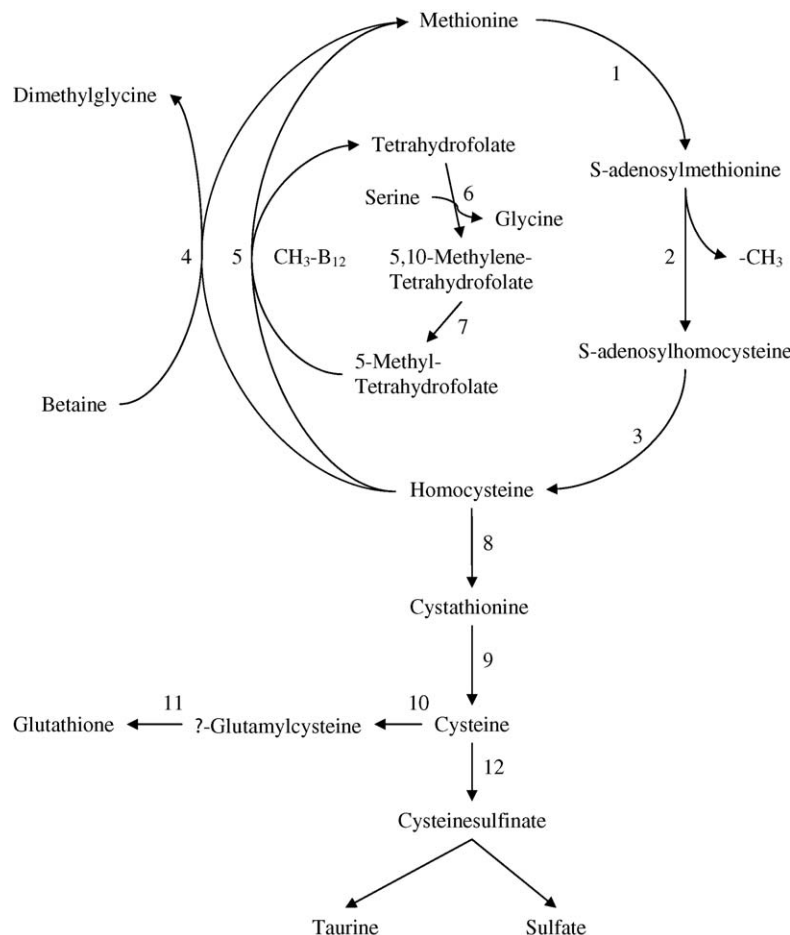 Methionine
1
Dimethylglycine
Tetrahydrofolate
S-adenosylmethionine
6
Serine
Glycine
4
5
CH₃-B₁₂
5,10-Methylene-
Tetrahydrofolate
2
-CH₃
7
5-Methyl-
Tetrahydrofolate
S-adenosylhomocysteine
Betaine
3
Homocysteine
8
Cystathionine
9
Glutathione
11
?-Glutamylcysteine
10
Cysteine
12
Cysteinesulfinate
Taurine
Sulfate